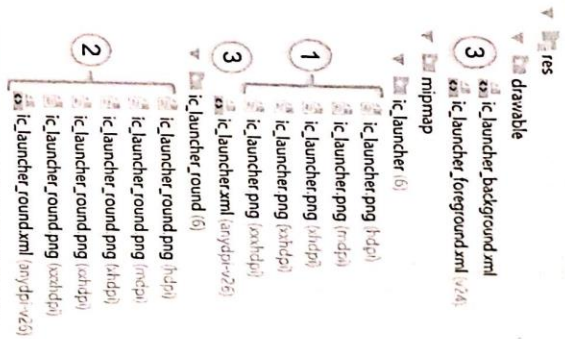 res
drawable
ic_launcher_background.xml
3 ic_launcher_foreground.xml (v24)
mipmap
ic_launcher (6)
ic_launcher.png (hdpi)
ic_launcher.png (mdpi)
1 ic_launcher.png (xhdpi)
ic_launcher.png (xxhdpi)
ic_launcher.png (xxxhdpi)
3 ic_launcher.xml (anydpi-v26)
ic_launcher_round (6)
ic_launcher_round.png (hdpi)
ic_launcher_round.png (mdpi)
2 ic_launcher_round.png (xhdpi)
ic_launcher_round.png (xxhdpi)
ic_launcher_round.png (xxxhdpi)
ic_launcher_round.xml (anydpi-v26)